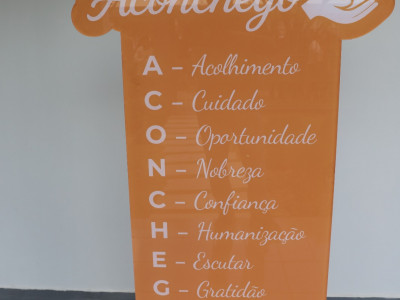 Aconchego
A – Acolhimento
C – Cuidado
O – Oportunidade
N – Nobreza
C – Confiança
H – Humanização
E – Escutar
G – Gratidão